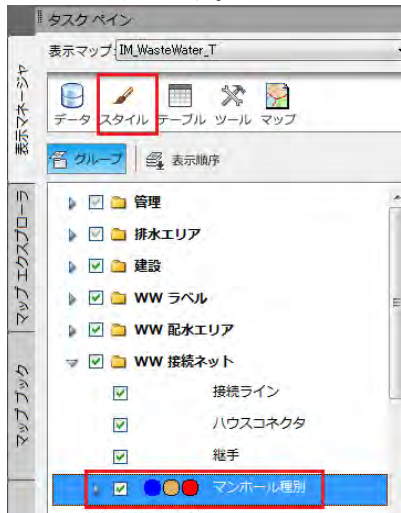 タスク ペイン
表示マップ: IM_WasteWater_T
データ スタイル テーブル ツール マップ
グループ 表示順序
管理
排水エリア
建設
WW ラベル
WW 配水エリア
WW 接続ネット
接続ライン
ハウスコネクタ
継手
マンホール種別
表示マネージャ
マップ エクスプローラ
マップ ブック